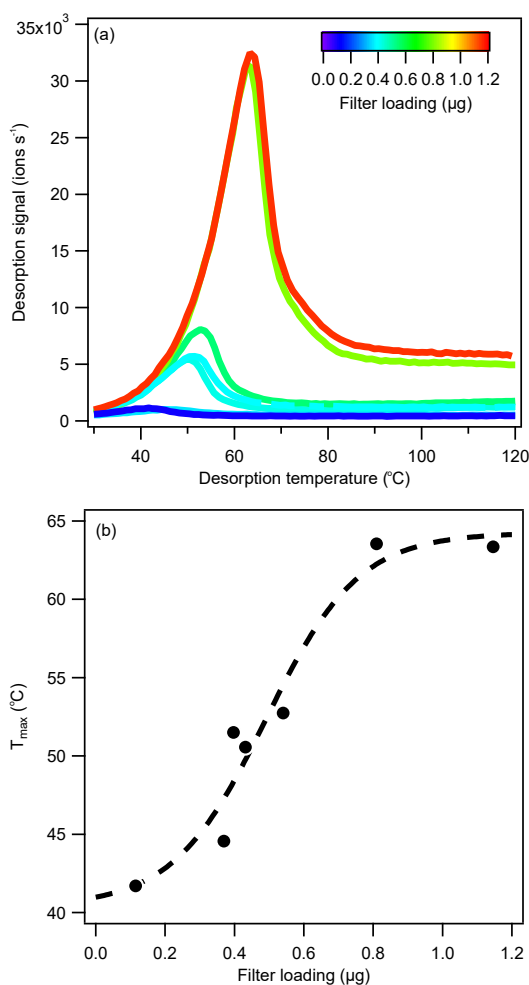 35x10³
(a)
30
25
20
15
10
5
0
Desorption signal (ions s⁻¹)
0.0 0.2 0.4 0.6 0.8 1.0 1.2
Filter loading (µg)
40 60 80 100 120
Desorption temperature (°C)
(b)
65
60
55
50
45
40
T_max (°C)
0.0 0.2 0.4 0.6 0.8 1.0 1.2
Filter loading (µg)